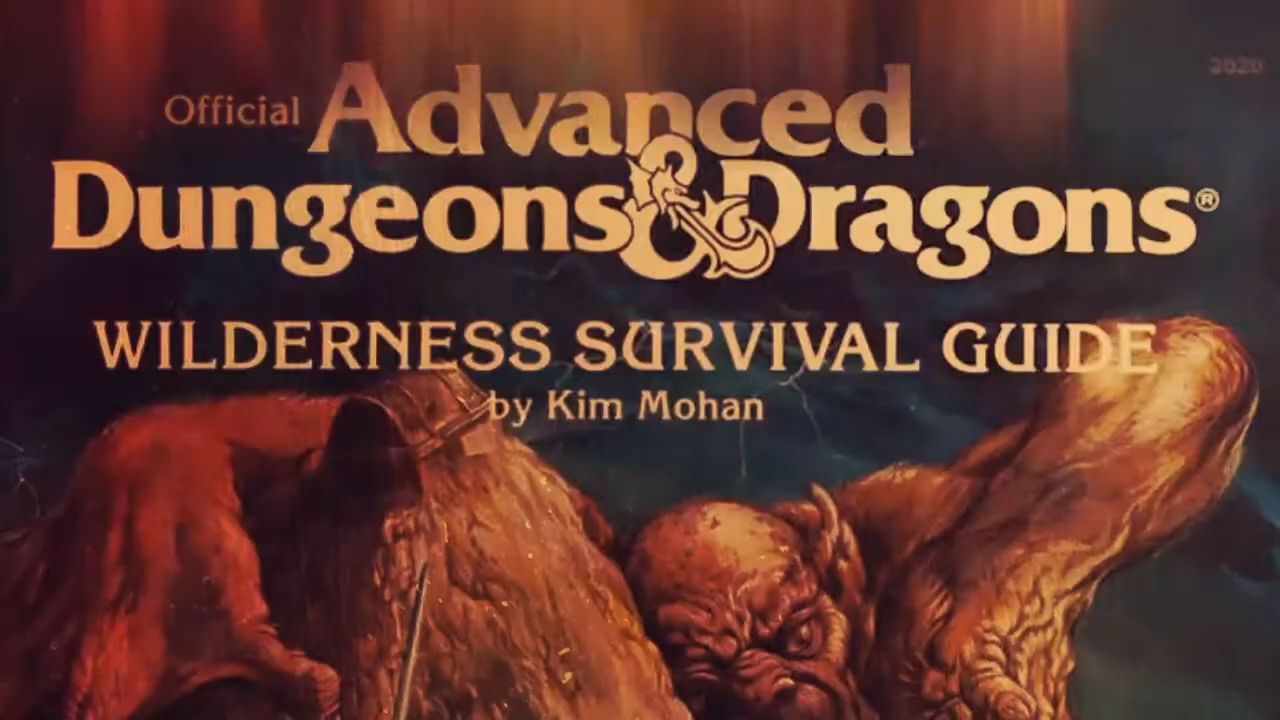 2020
Official Advanced
Dungeons & Dragons®
WILDERNESS SURVIVAL GUIDE
by Kim Mohan